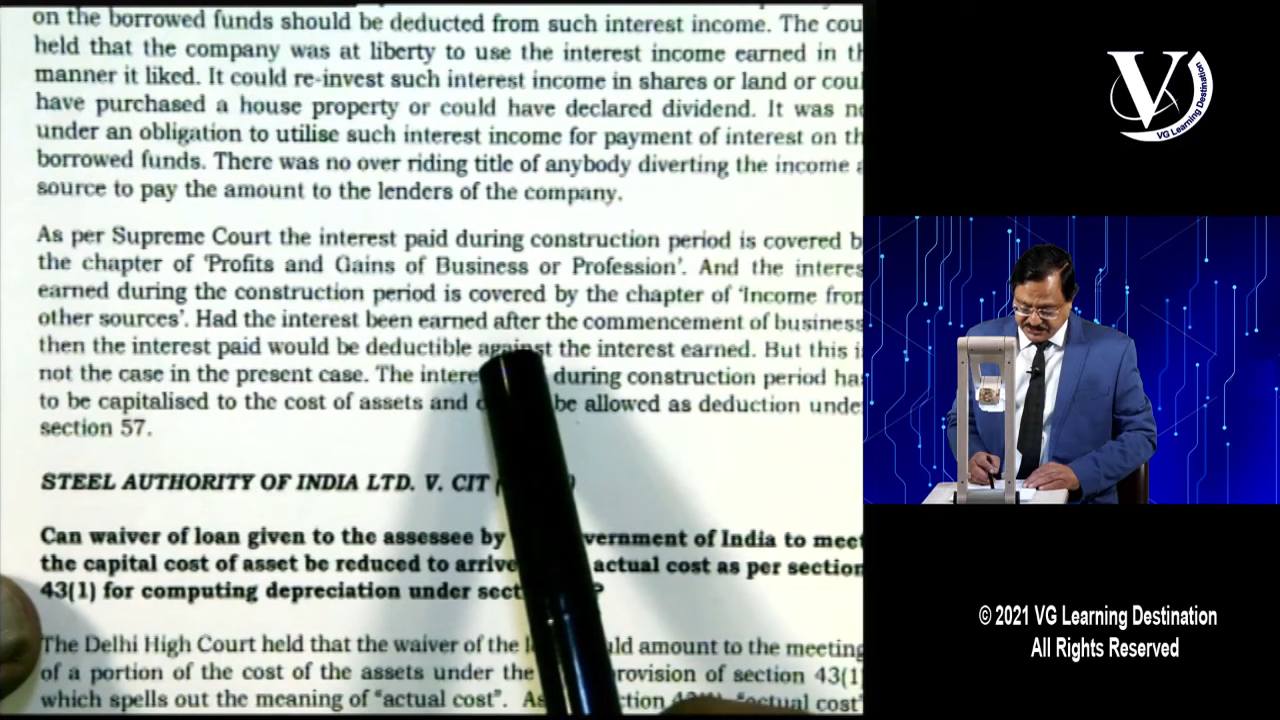 on the borrowed funds should be deducted from such interest income. The cou
held that the company was at liberty to use the interest income earned in th
manner it liked. It could re-invest such interest income in shares or land or coul
have purchased a house property or could have declared dividend. It was no
under an obligation to utilise such interest income for payment of interest on th
borrowed funds. There was no over riding title of anybody diverting the income a
source to pay the amount to the lenders of the company.
As per Supreme Court the interest paid during construction period is covered b
the chapter of 'Profits and Gains of Business or Profession'. And the interes
earned during the construction period is covered by the chapter of 'Income from
other sources'. Had the interest been earned after the commencement of business
then the interest paid would be deductible against the interest earned. But this is
not the case in the present case. The intere during construction period has
to be capitalised to the cost of assets and be allowed as deduction unde
section 57.
STEEL AUTHORITY OF INDIA LTD. V. CIT
Can waiver of loan given to the assessee by vernment of India to meet
the capital cost of asset be reduced to arrive actual cost as per section
43(1) for computing depreciation under sect ?
The Delhi High Court held that the waiver of the l uld amount to the meeting
of a portion of the cost of the assets under the rovision of section 43(1
which spells out the meaning of "actual cost". As ction "actual cost"
V
VG Learning Destination
© 2021 VG Learning Destination
All Rights Reserved